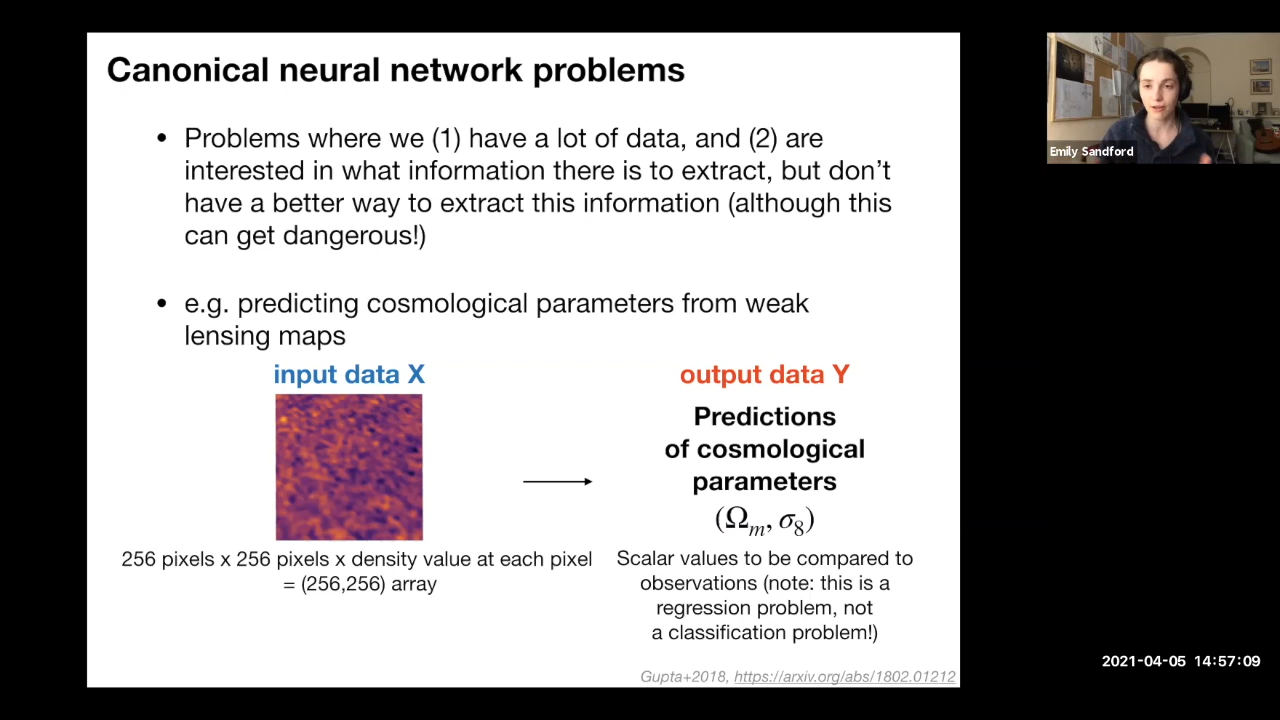 Canonical neural network problems
• Problems where we (1) have a lot of data, and (2) are
interested in what information there is to extract, but don’t
have a better way to extract this information (although this
can get dangerous!)
• e.g. predicting cosmological parameters from weak
lensing maps
input data X
256 pixels x 256 pixels x density value at each pixel
= (256,256) array
output data Y
Predictions
of cosmological
parameters
(Ωm, σ8)
Scalar values to be compared to
observations (note: this is a
regression problem, not
a classification problem!)
Gupta+2018, https://arxiv.org/abs/1802.01212
Emily Sandford
2021-04-05 14:57:09